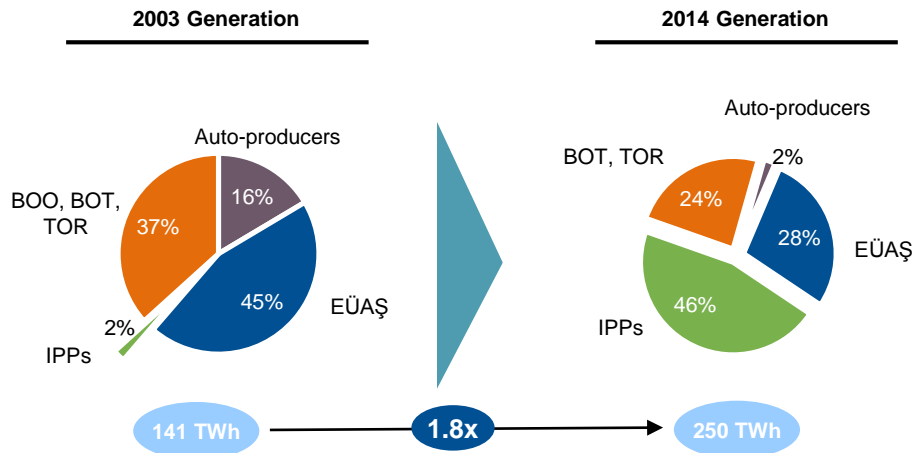 2003 Generation
2014 Generation
Auto-producers
16%
BOO, BOT,
TOR
37%
45%
EÜAŞ
2%
IPPs
Auto-producers
2%
BOT, TOR
24%
28%
EÜAŞ
46%
IPPs
141 TWh
1.8x
250 TWh